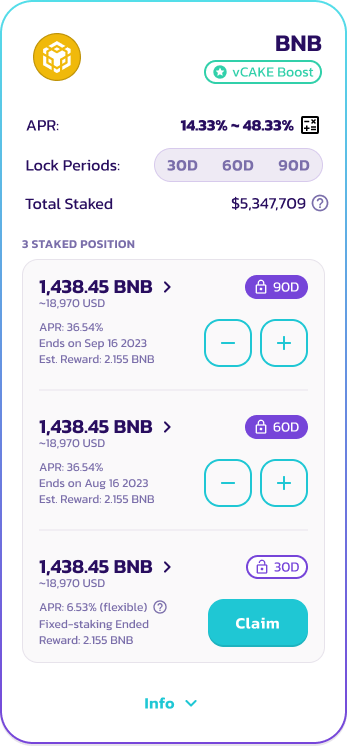 BNB
vCAKE Boost
APR: 14.33% ~ 48.33%
Lock Periods: 30D 60D 90D
Total Staked $5,347,709
3 STAKED POSITION
1,438.45 BNB 90D
~18,970 USD
APR: 36.54%
Ends on Sep 16 2023
Est. Reward: 2.155 BNB
1,438.45 BNB 60D
~18,970 USD
APR: 36.54%
Ends on Aug 16 2023
Est. Reward: 2.155 BNB
1,438.45 BNB 30D
~18,970 USD
APR: 6.53% (flexible)
Fixed-staking Ended
Reward: 2.155 BNB
Claim
Info